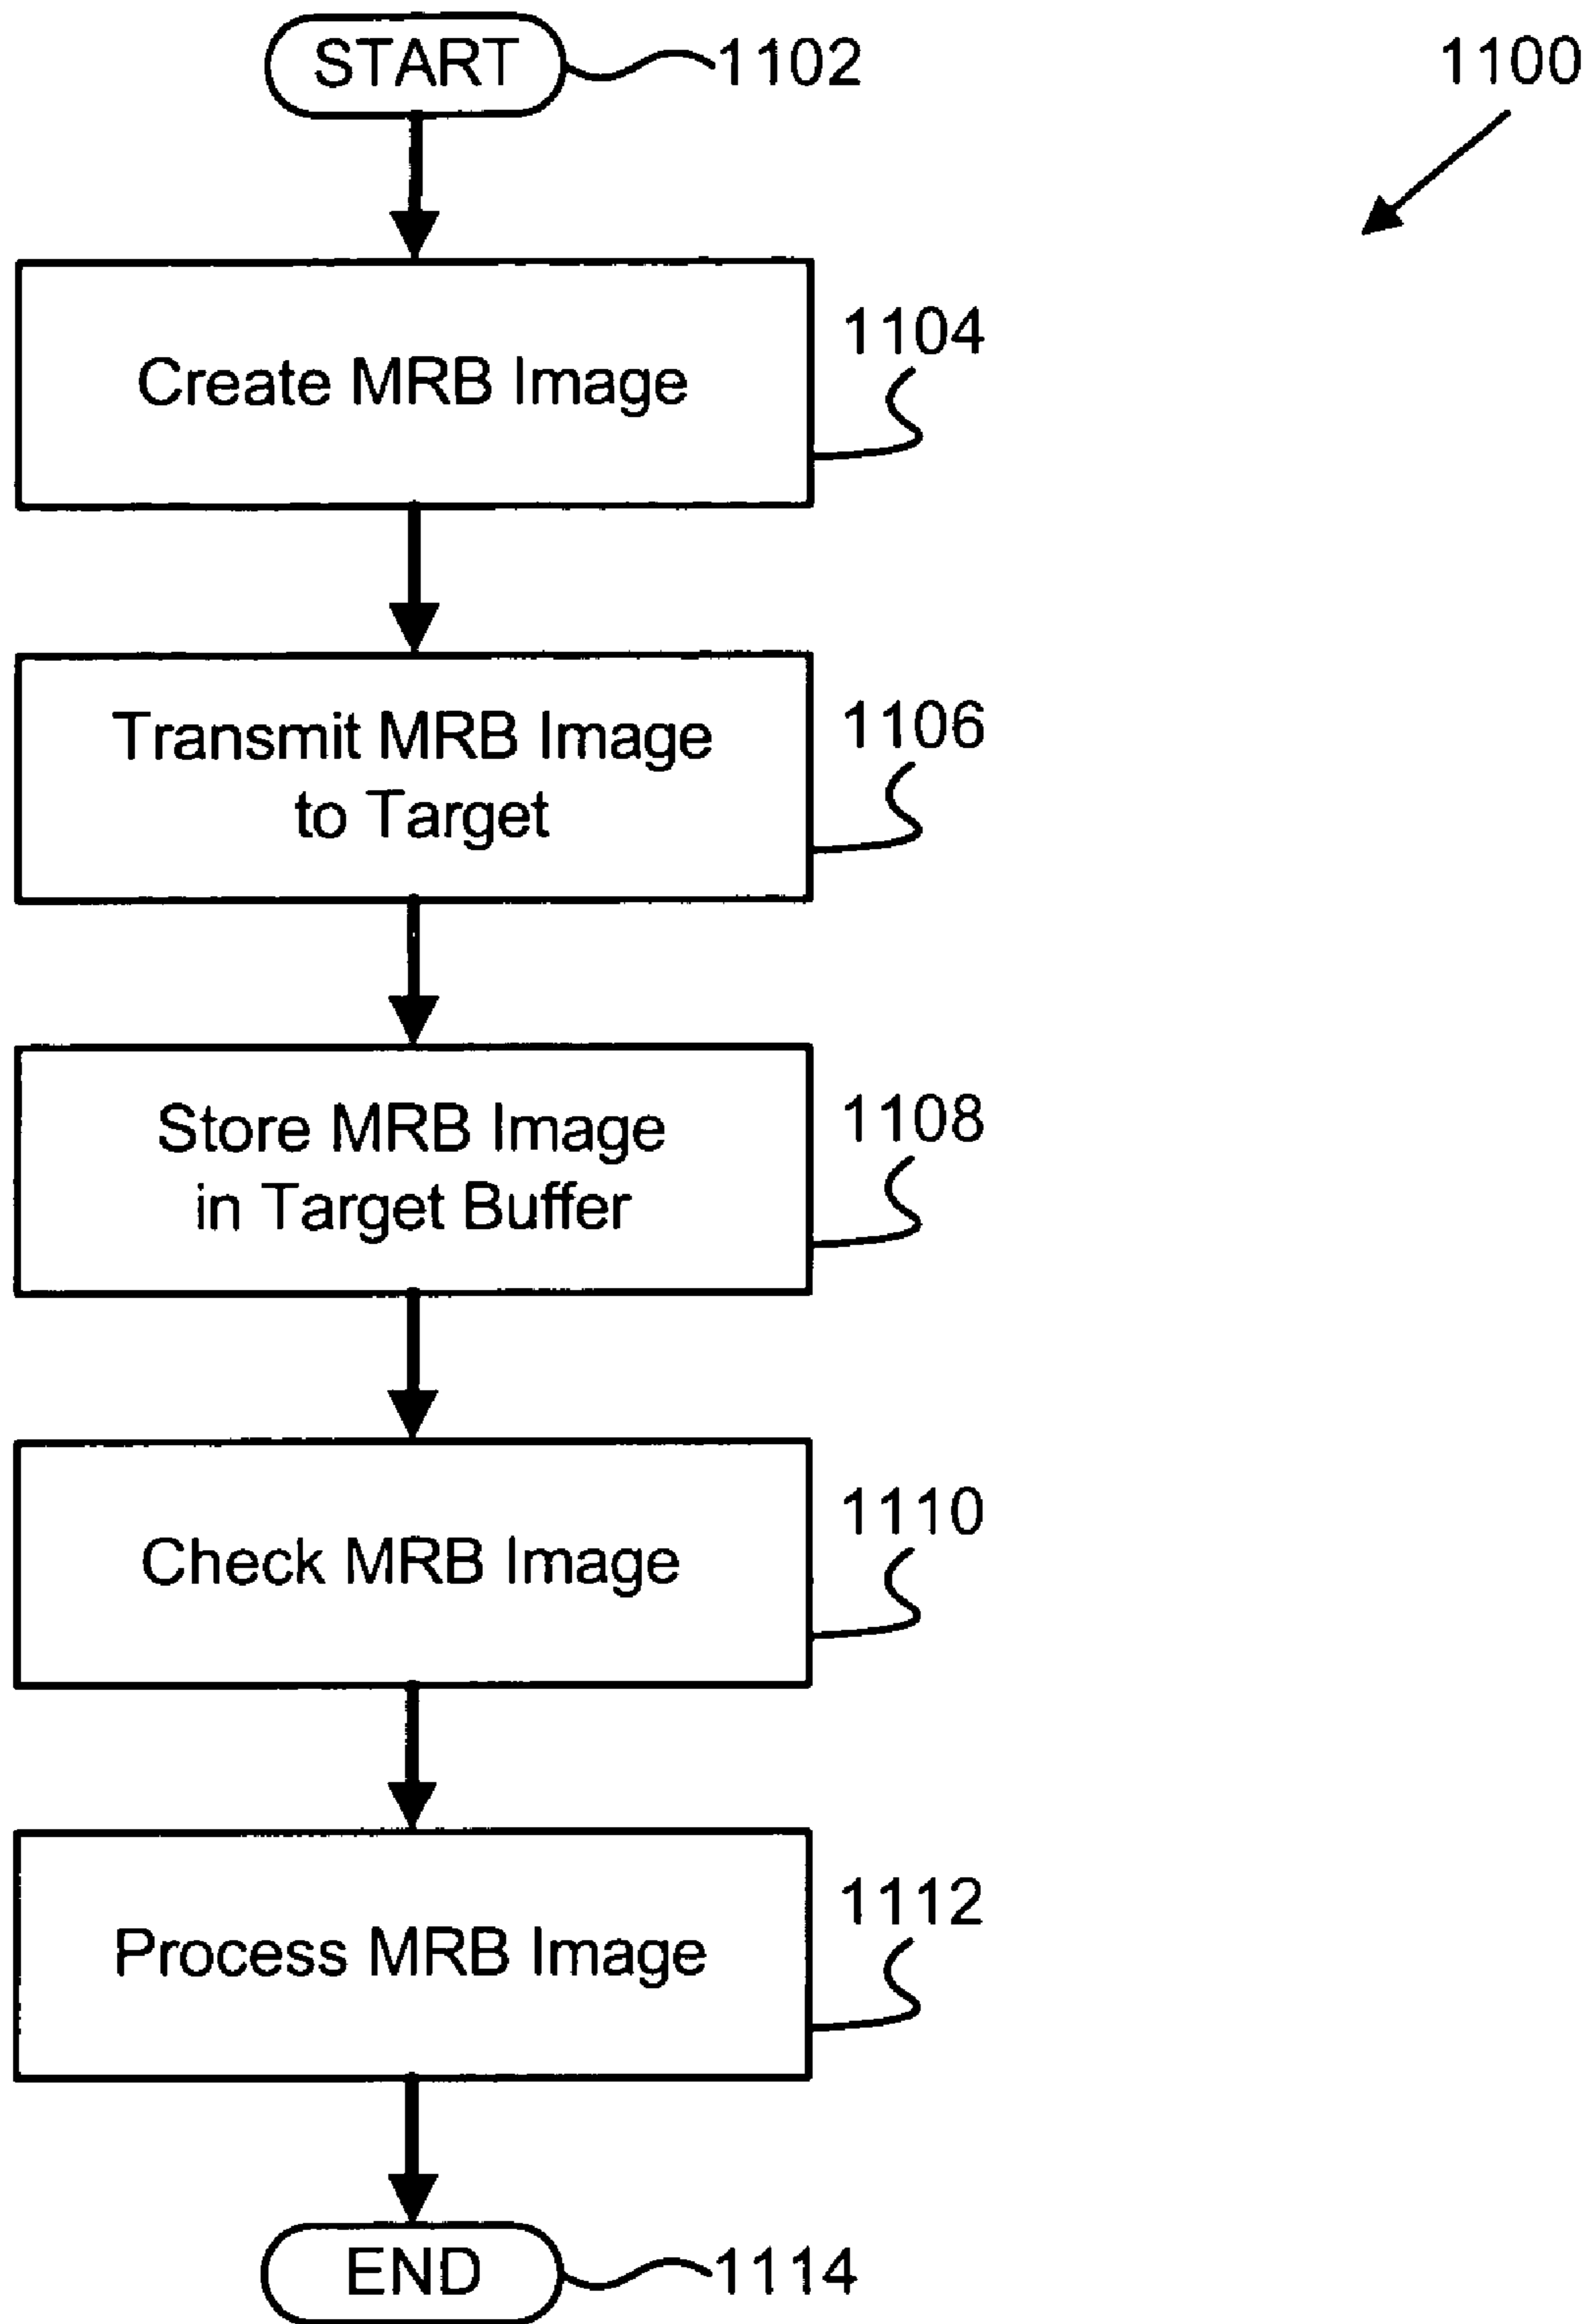 START
1102
1100
Create MRB Image
1104
Transmit MRB Image
to Target
1106
Store MRB Image
in Target Buffer
1108
Check MRB Image
1110
Process MRB Image
1112
END
1114